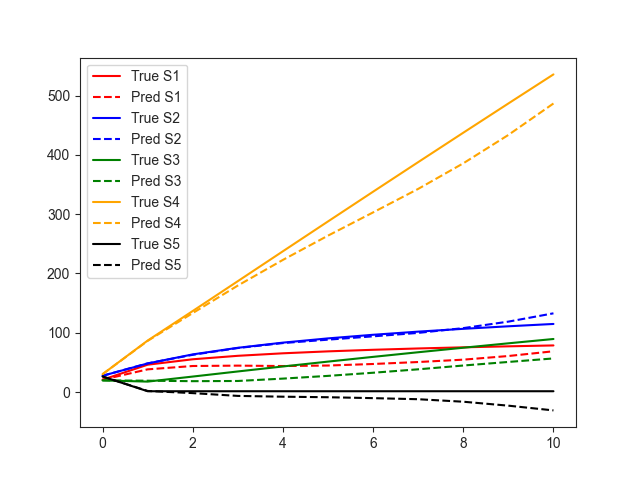 True S1
Pred S1
True S2
Pred S2
True S3
Pred S3
True S4
Pred S4
True S5
Pred S5
500
400
300
200
100
0
0 2 4 6 8 10